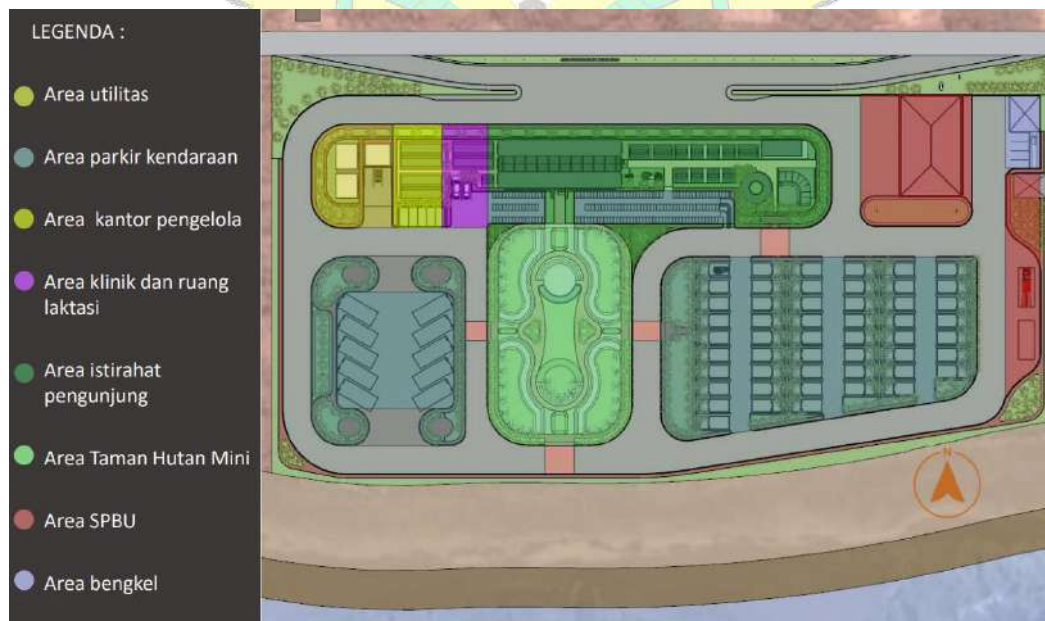 LEGENDA :
Area utilitas
Area parkir kendaraan
Area kantor pengelola
Area klinik dan ruang
laktasi
Area istirahat
pengunjung
Area Taman Hutan Mini
Area SPBU
Area bengkel
N